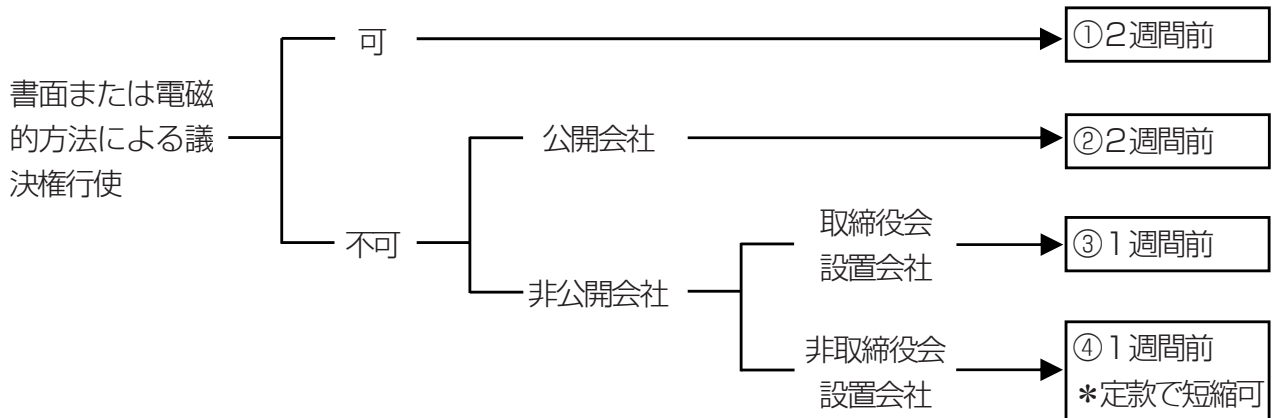 書面または電磁
的方法による議
決権行使
可
①2週間前
不可
公開会社
②2週間前
非公開会社
取締役会
設置会社
③1週間前
非取締役会
設置会社
④1週間前
＊定款で短縮可